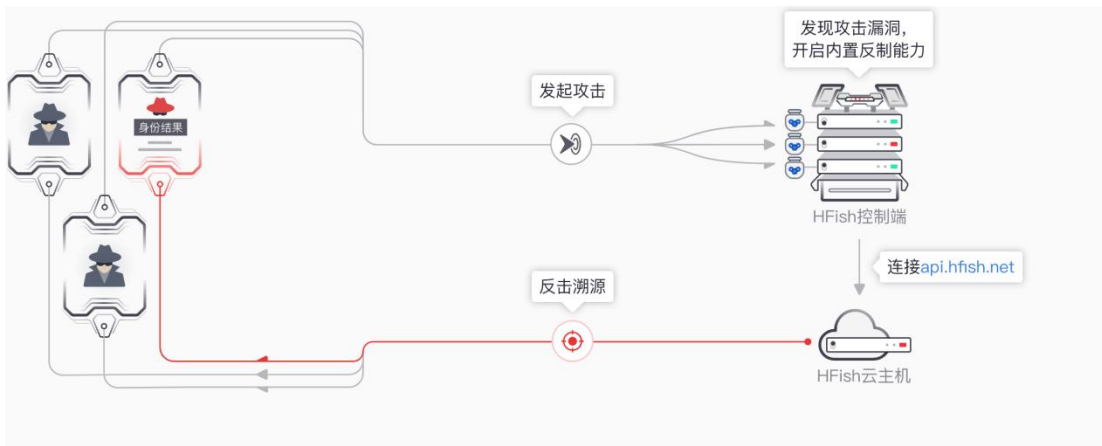 发现攻击漏洞，
开启内置反制能力
发起攻击
身份结果
HFish控制端
连接api.hfish.net
反击溯源
HFish云主机